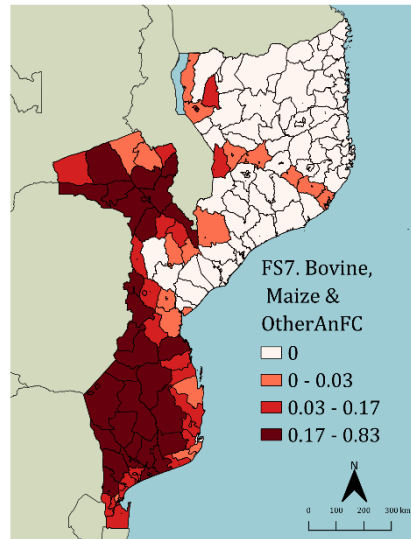 FS7. Bovine,
Maize &
OtherAnFC
0
0 - 0.03
0.03 - 0.17
0.17 - 0.83
N
0 100 200 300 km